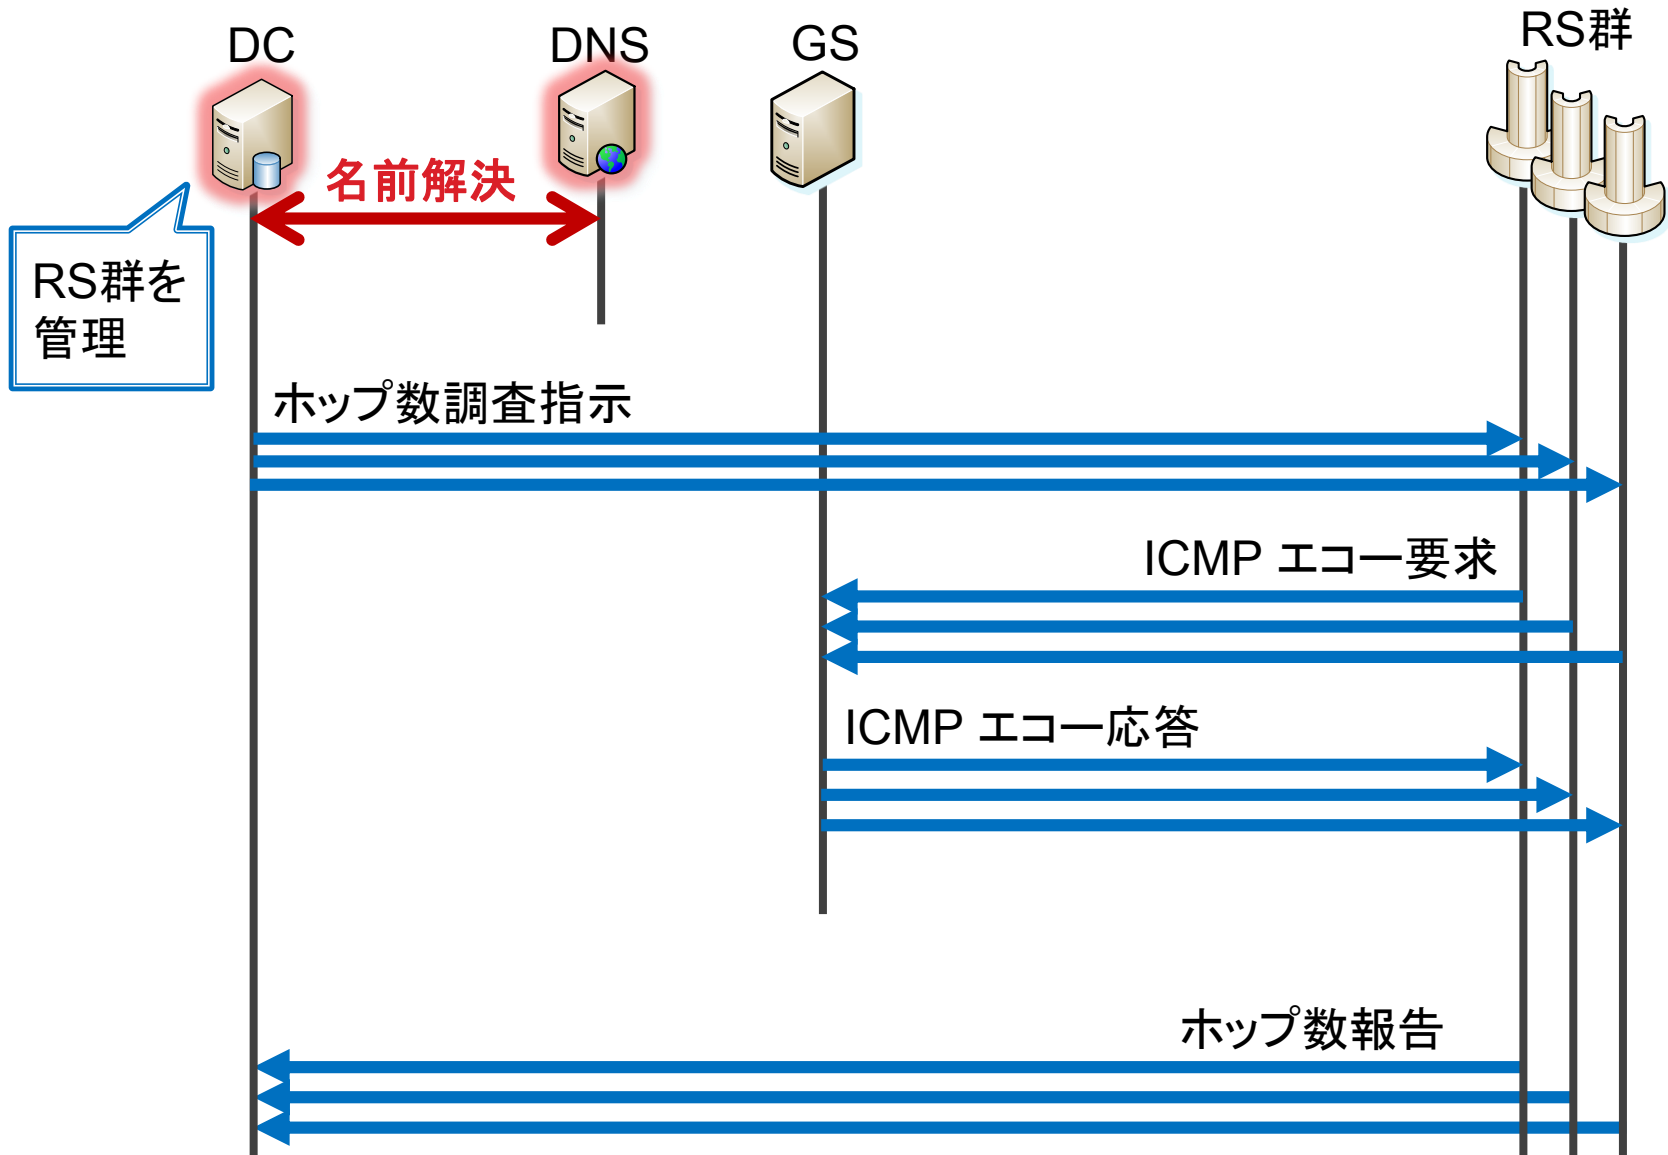 DC
DNS
GS
RS群
名前解決
RS群を
管理
ホップ数調査指示
ICMP エコー要求
ICMP エコー応答
ホップ数報告